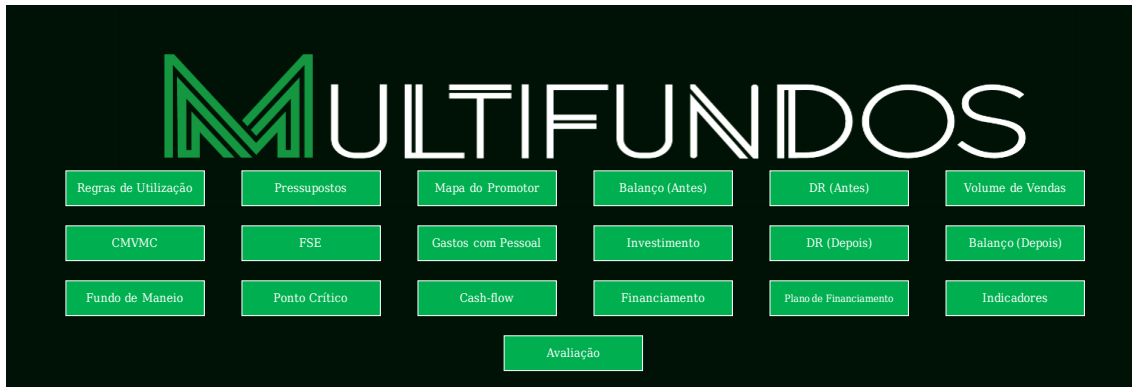 MULTIFUNDOS
Regras de Utilização
Pressupostos
Mapa do Promotor
Balanço (Antes)
DR (Antes)
Volume de Vendas
CMVMC
FSE
Gastos com Pessoal
Investimento
DR (Depois)
Balanço (Depois)
Fundo de Maneio
Ponto Crítico
Cash-flow
Financiamento
Plano de Financiamento
Indicadores
Avaliação